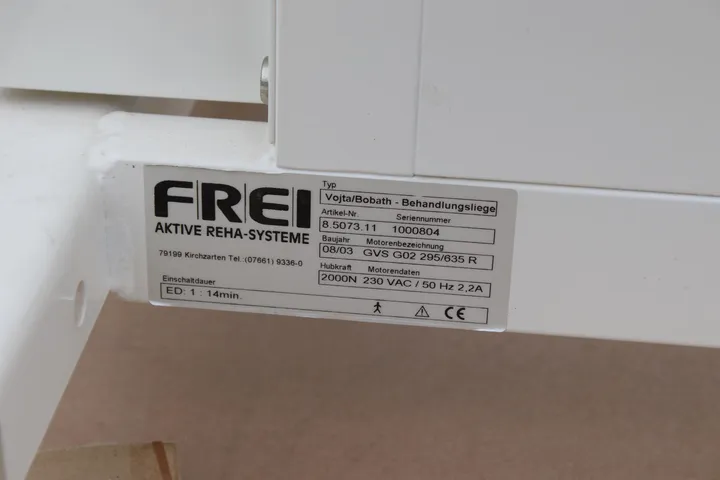 FREI
AKTIVE REHA-SYSTEME
79199 Kirchzarten Tel.:(07661) 9336-0
Einschaltdauer
ED: 1 : 14min.
Typ
Vojta/Bobath - Behandlungsliege
Artikel-Nr. Seriennummer
8.5073.11 1000804
Baujahr Motorenbezeichnung
08/03 GVS G02 295/635 R
Hubkraft Motorendaten
2000N 230 VAC / 50 Hz 2,2A
CE